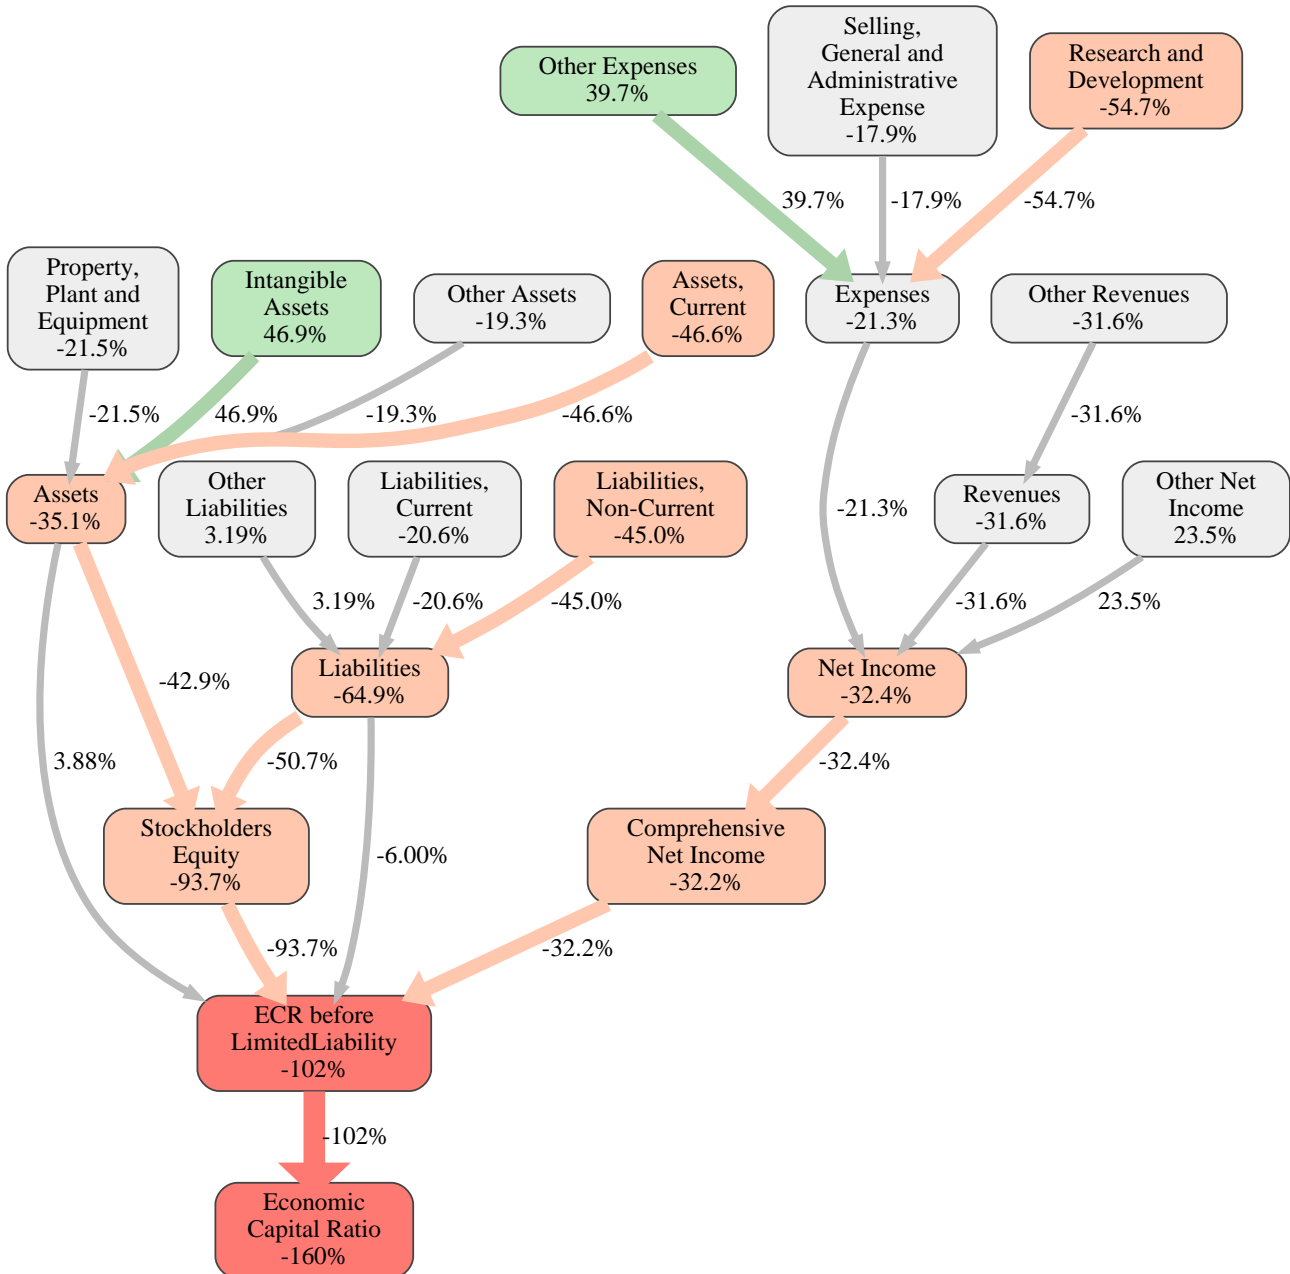 Selling,
General and
Administrative
Expense
-17.9%
Other Expenses
39.7%
Research and
Development
-54.7%
39.7%
-17.9%
-54.7%
Property,
Plant and
Equipment
-21.5%
Intangible
Assets
46.9%
Other Assets
-19.3%
Assets,
Current
-46.6%
Expenses
-21.3%
Other Revenues
-31.6%
-21.5%
46.9%
-19.3%
-46.6%
-31.6%
Assets
-35.1%
Other
Liabilities
3.19%
Liabilities,
Current
-20.6%
Liabilities,
Non-Current
-45.0%
-21.3%
Revenues
-31.6%
Other Net
Income
23.5%
3.19%
-20.6%
-45.0%
-31.6%
23.5%
-42.9%
Liabilities
-64.9%
Net Income
-32.4%
3.88%
-50.7%
-32.4%
Stockholders
Equity
-93.7%
-6.00%
Comprehensive
Net Income
-32.2%
-93.7%
-32.2%
ECR before
LimitedLiability
-102%
-102%
Economic
Capital Ratio
-160%